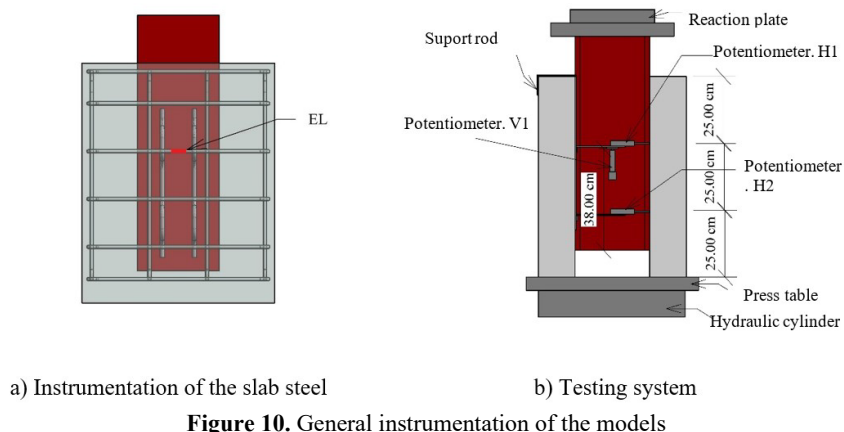 EL
Reaction plate
Suport rod
Potentiometer. H1
Potentiometer. V1
Potentiometer
. H2
25.00 cm
25.00 cm
25.00 cm
38.00 cm
Press table
Hydraulic cylinder
a) Instrumentation of the slab steel
b) Testing system
Figure 10. General instrumentation of the models